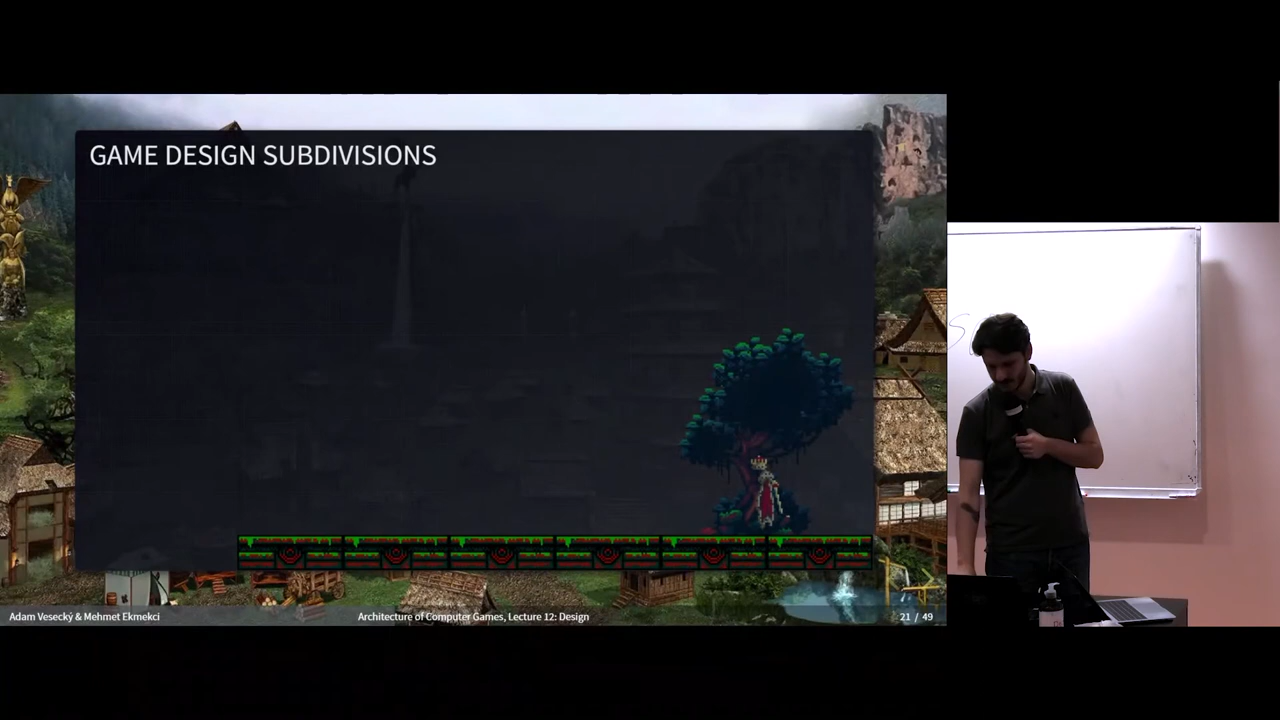 GAME DESIGN SUBDIVISIONS
Adam Vesecký & Mehmet Ekmekci
Architecture of Computer Games, Lecture 12: Design
21 / 49